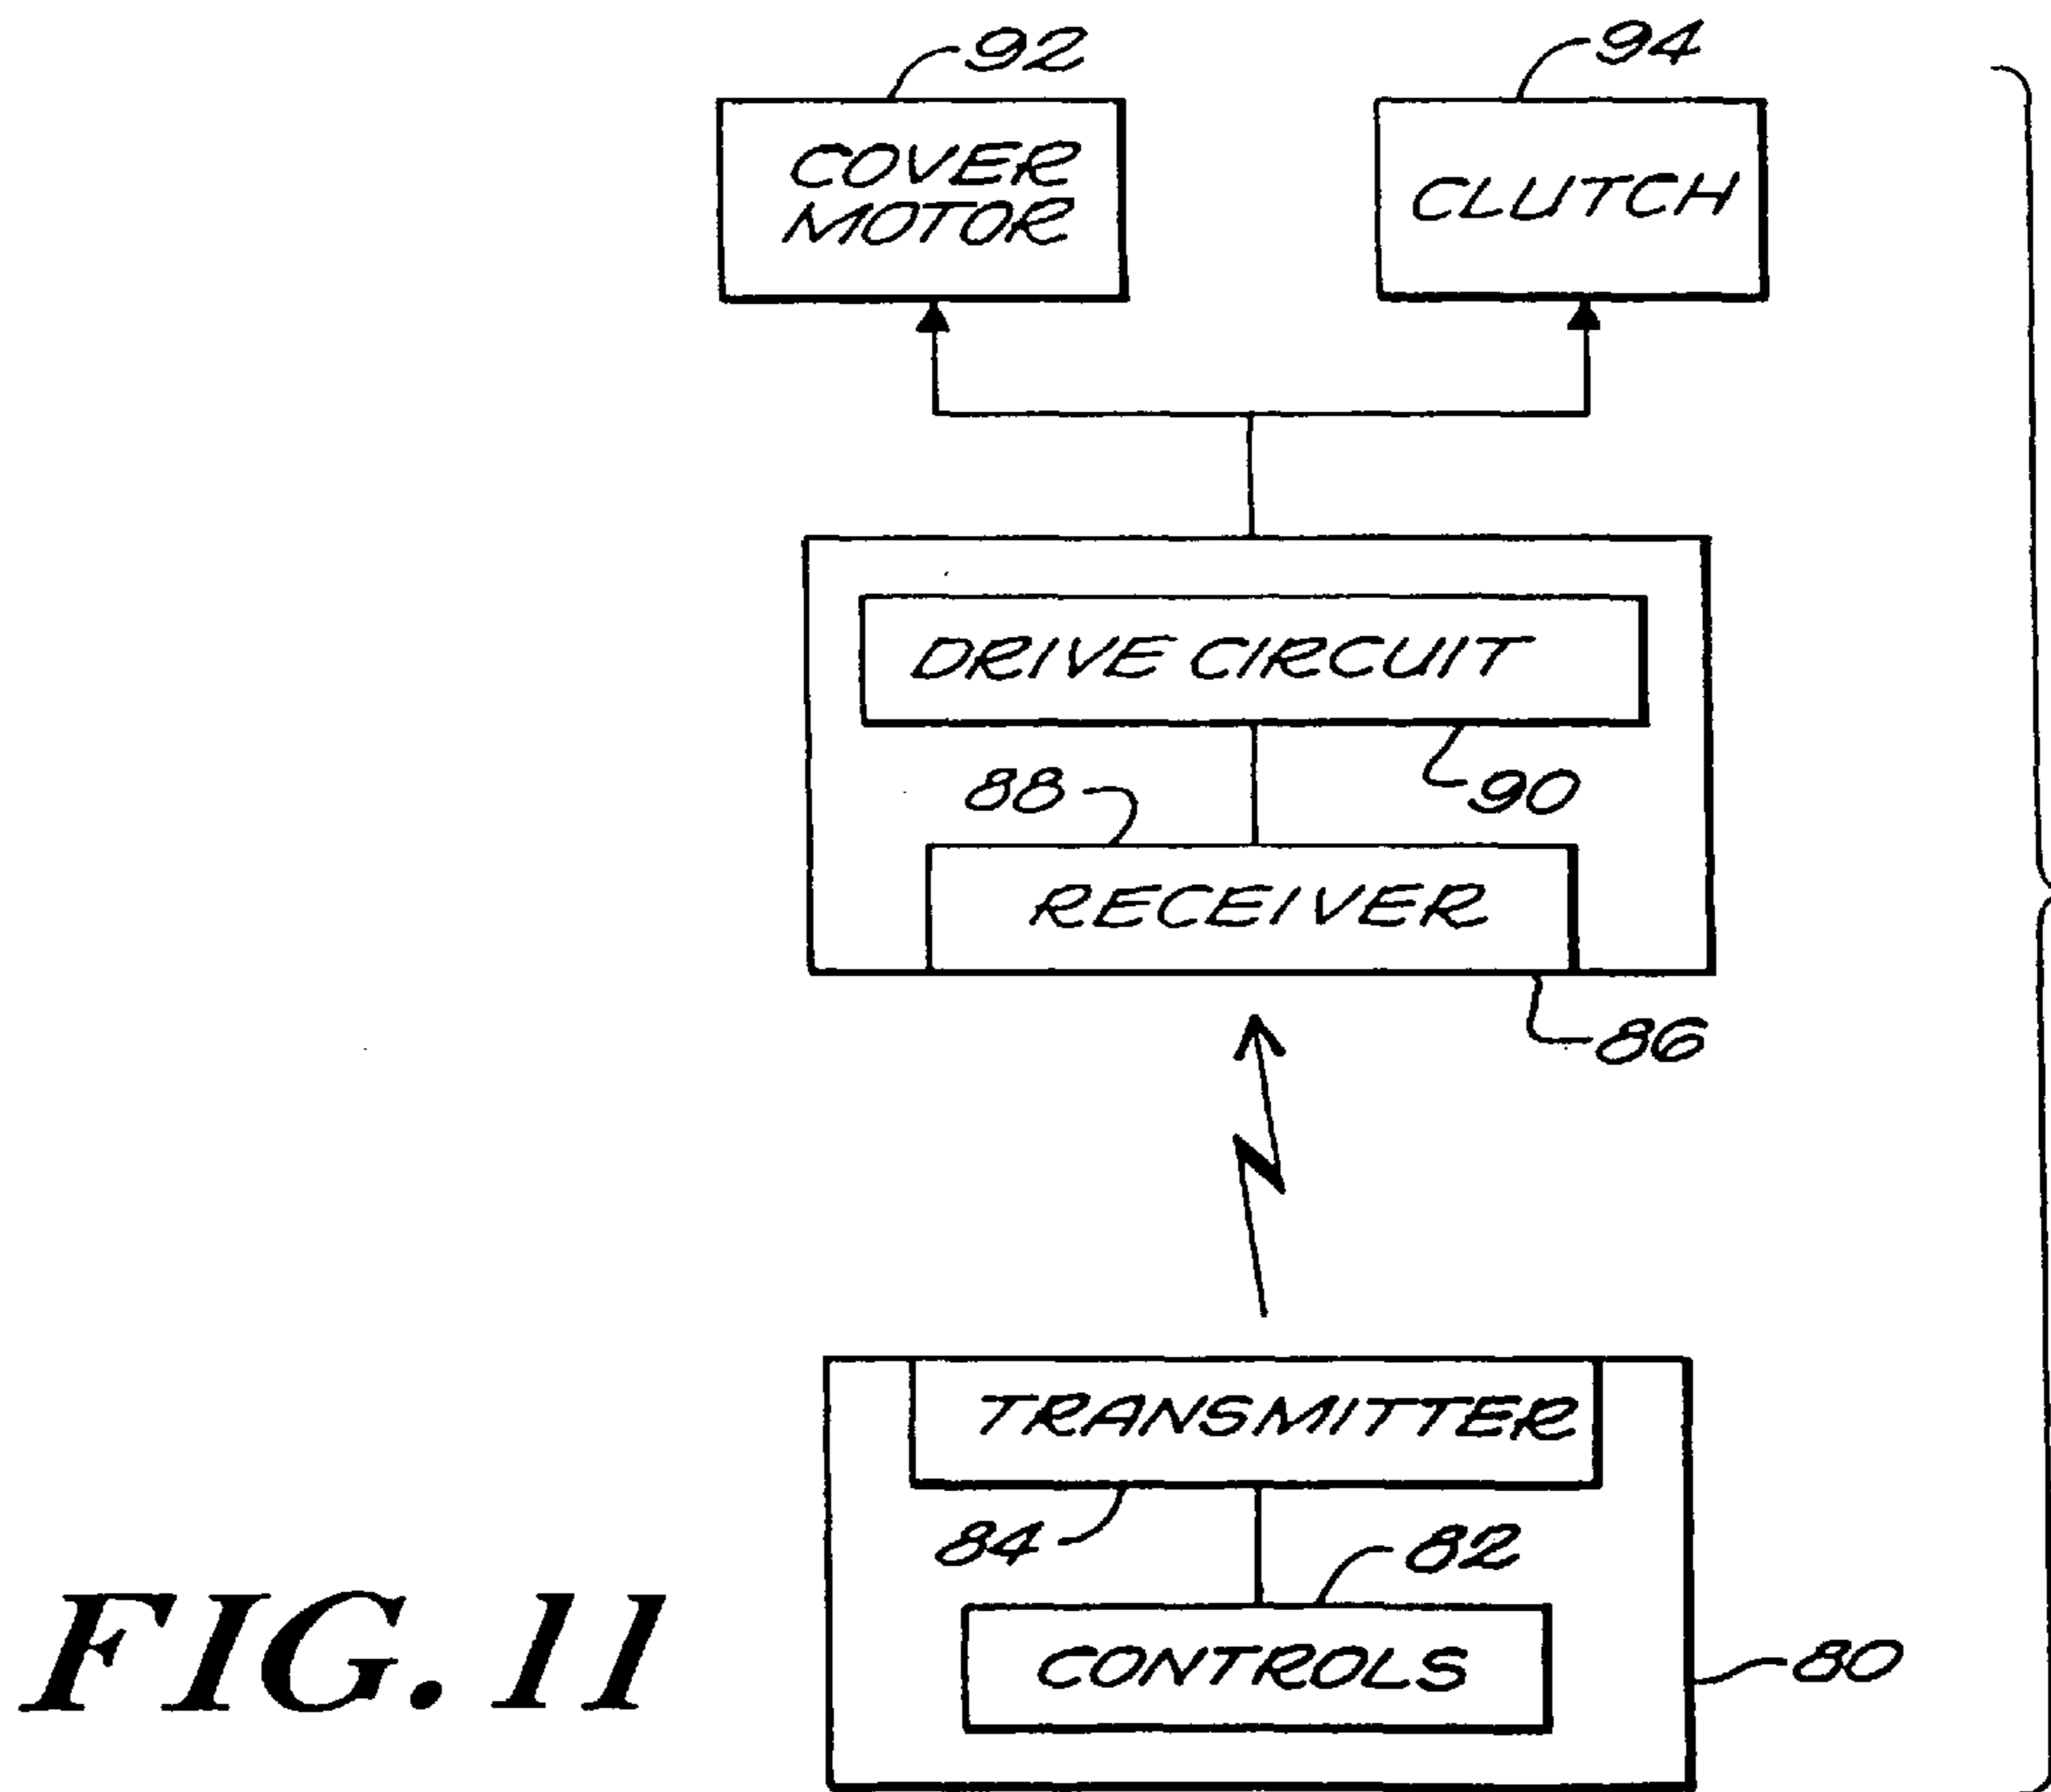 92
94
COVER
MOTOR
CLUTCH
DRIVE CIRCUIT
88
90
RECEIVER
86
TRANSMITTER
84
82
CONTROLS
80
FIG. 11